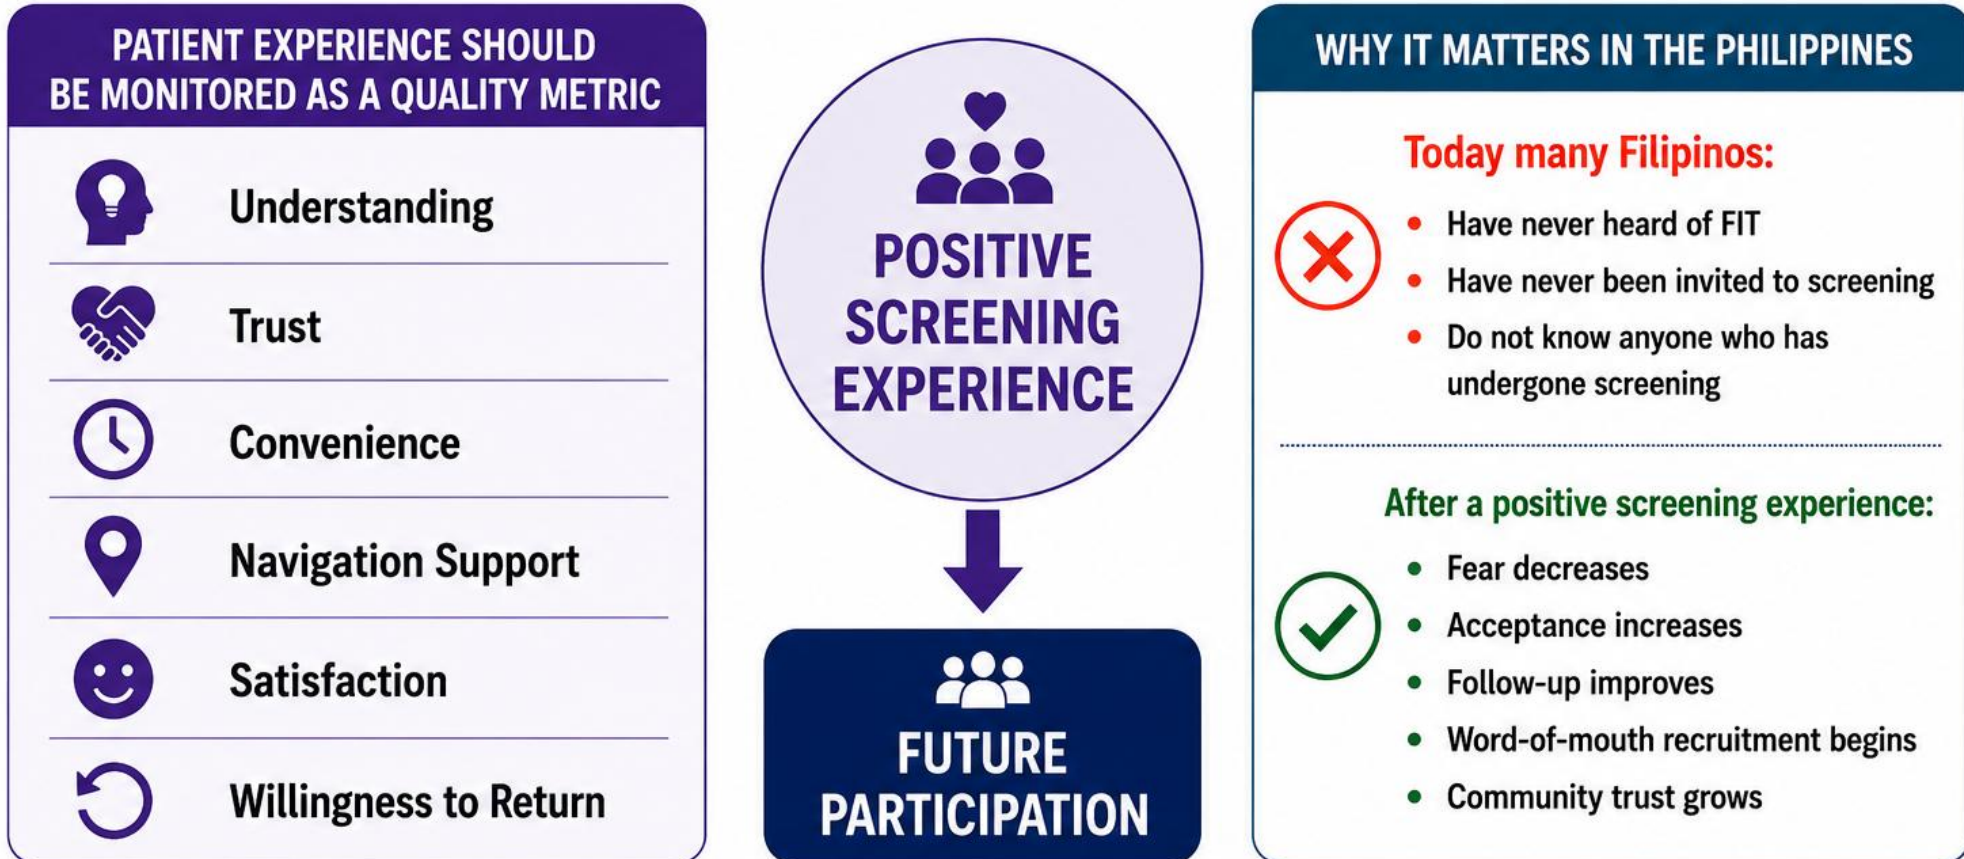 PATIENT EXPERIENCE SHOULD
BE MONITORED AS A QUALITY METRIC
Understanding
Trust
Convenience
Navigation Support
Satisfaction
Willingness to Return
POSITIVE
SCREENING
EXPERIENCE
FUTURE
PARTICIPATION
WHY IT MATTERS IN THE PHILIPPINES
Today many Filipinos:
• Have never heard of FIT
• Have never been invited to screening
• Do not know anyone who has
undergone screening
After a positive screening experience:
• Fear decreases
• Acceptance increases
• Follow-up improves
• Word-of-mouth recruitment begins
• Community trust grows